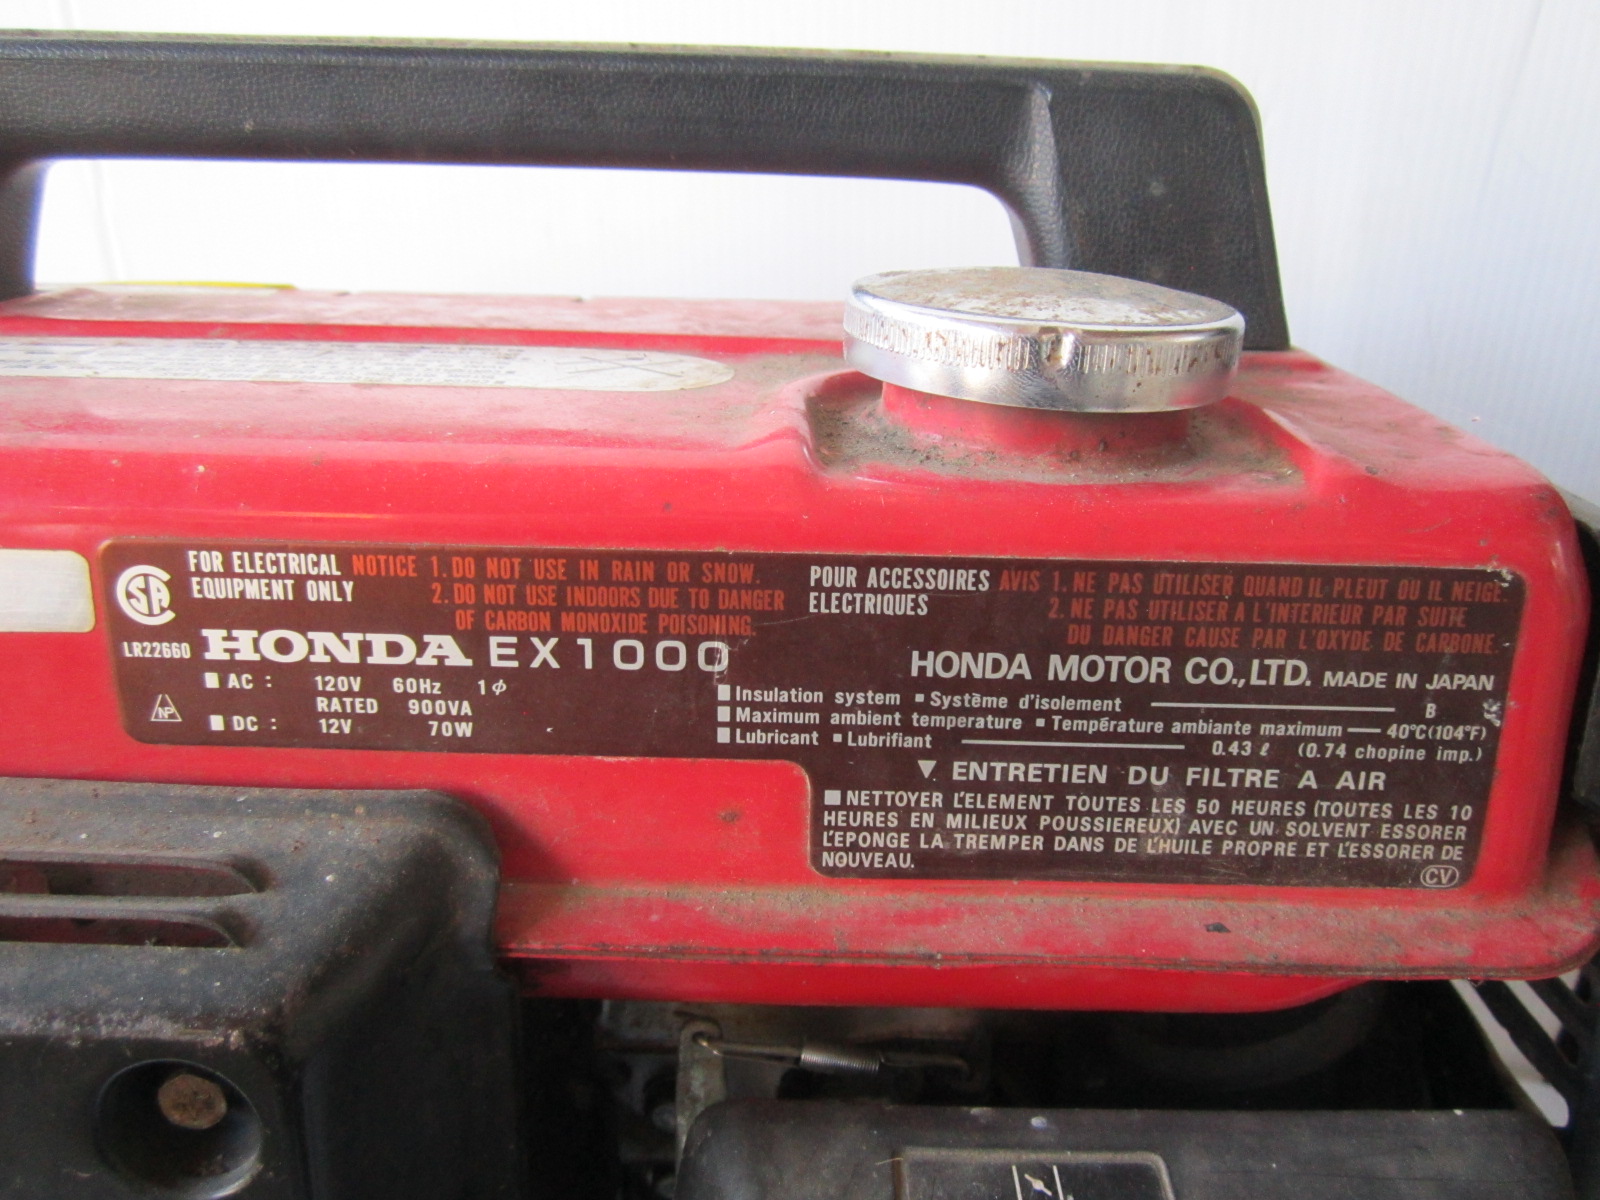 FOR ELECTRICAL EQUIPMENT ONLY
NOTICE 1. DO NOT USE IN RAIN OR SNOW.
2. DO NOT USE INDOORS DUE TO DANGER
OF CARBON MONOXIDE POISONING.
POUR ACCESSOIRES ELECTRIQUES
AVIS 1. NE PAS UTILISER QUAND IL PLEUT OU IL NEIGE.
2. NE PAS UTILISER A L'INTERIEUR PAR SUITE
DU DANGER CAUSE PAR L'OXYDE DE CARBONE.
SA
LR22660
HONDA EX1000
NP
■ AC : 120V 60Hz 1ϕ
RATED 900VA
■ DC : 12V 70W
HONDA MOTOR CO., LTD. MADE IN JAPAN
■ Insulation system ▪ Système d'isolement B
■ Maximum ambient temperature ▪ Température ambiante maximum 40°C(104°F)
■ Lubricant ▪ Lubrifiant 0.43 ℓ (0.74 chopine imp.)
▼ ENTRETIEN DU FILTRE A AIR
■ NETTOYER L'ELEMENT TOUTES LES 50 HEURES (TOUTES LES 10
HEURES EN MILIEUX POUSSIEREUX) AVEC UN SOLVENT ESSORER
L'EPONGE LA TREMPER DANS DE L'HUILE PROPRE ET L'ESSORER DE
NOUVEAU.
CV